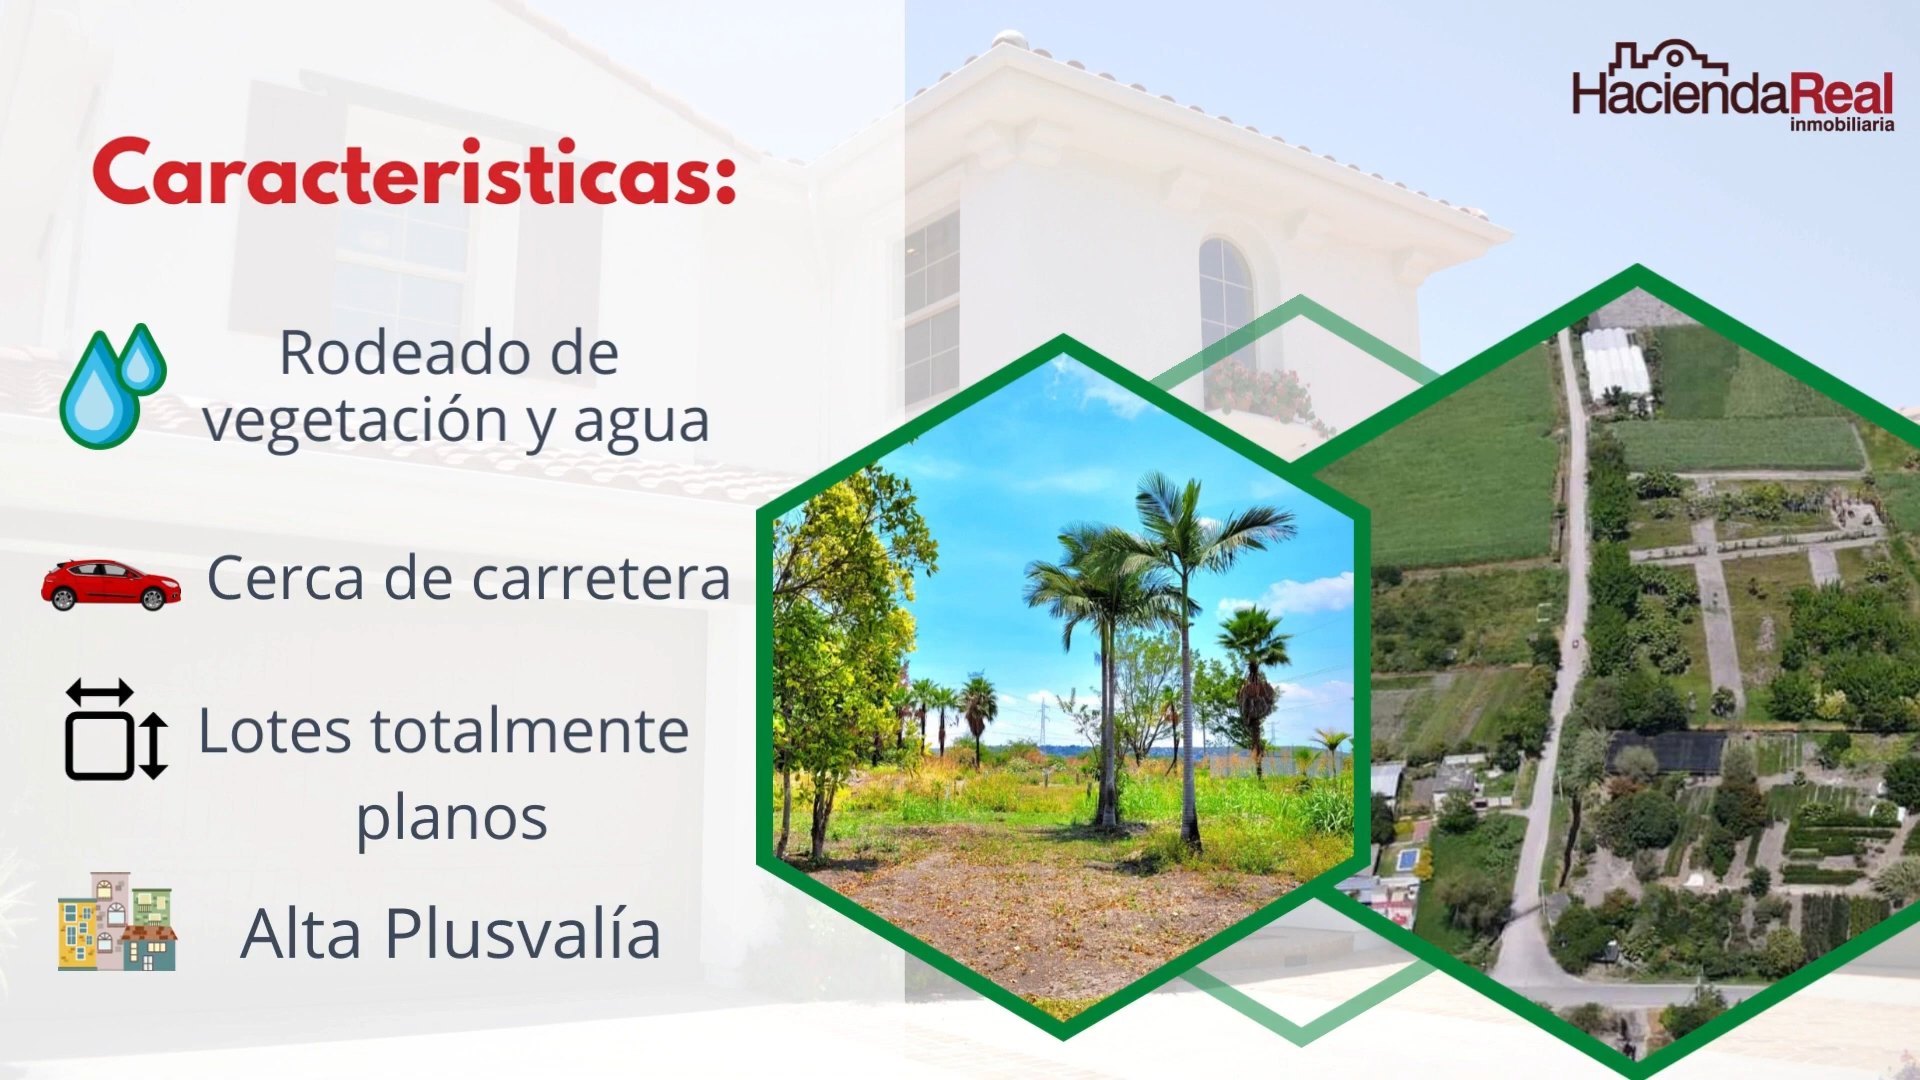 HaciendaReal
inmobiliaria
Caracteristicas:
Rodeado de
vegetación y agua
Cerca de carretera
Lotes totalmente
planos
Alta Plusvalía